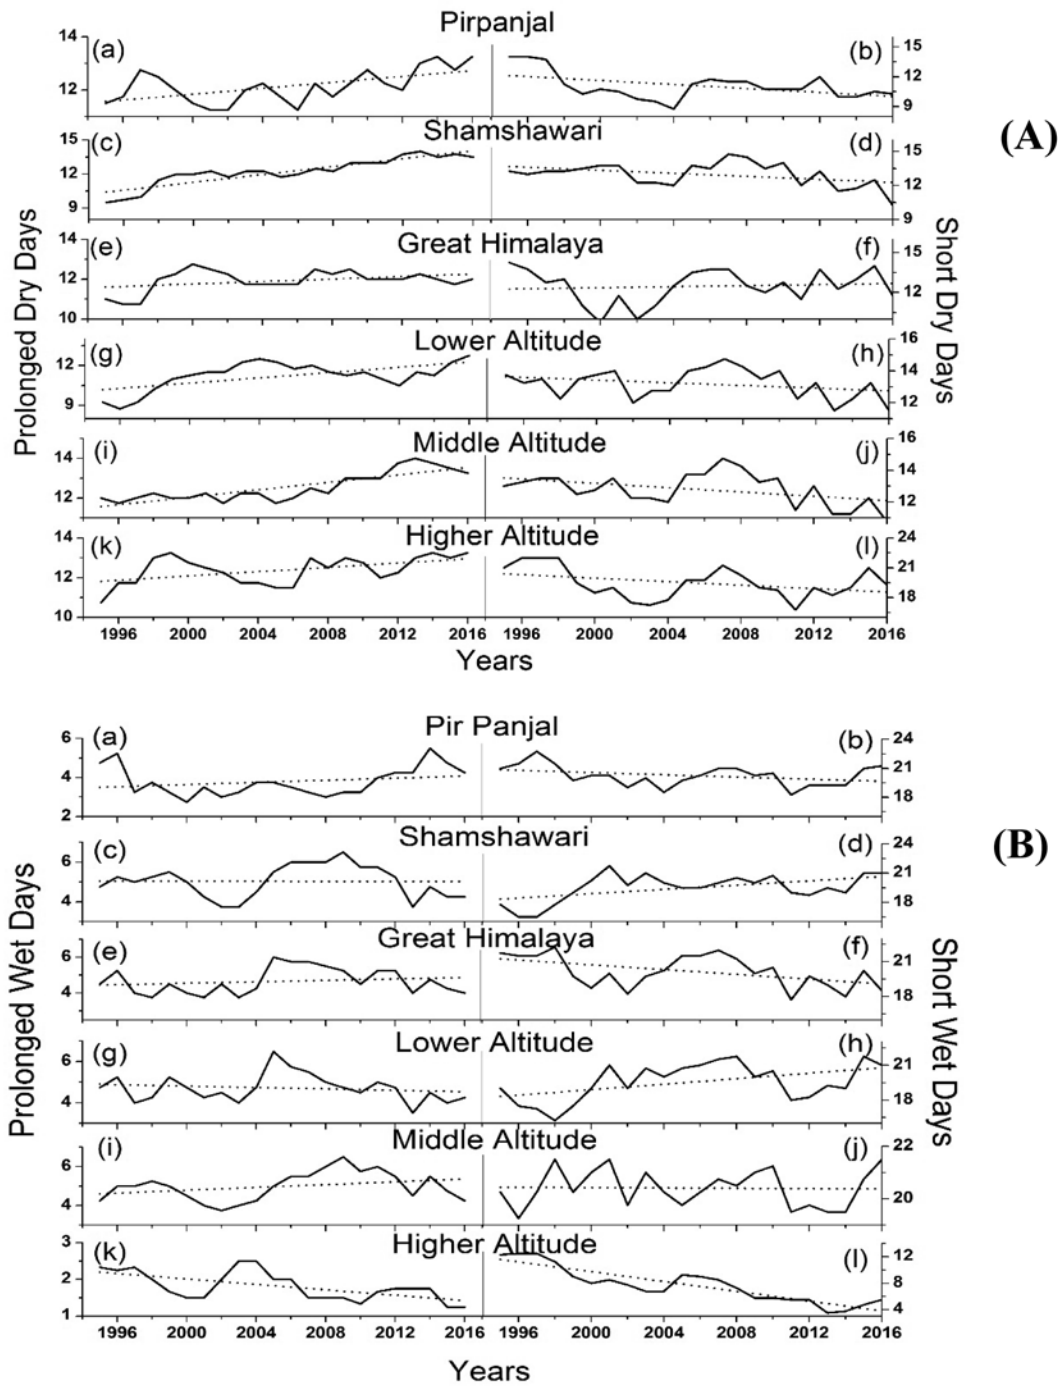 Pirpanjal
(a)
(b)
14
12
15
12
9
(A)
Shamshawari
(c)
(d)
15
12
9
15
12
9
Great Himalaya
(e)
(f)
14
12
10
15
12
Lower Altitude
(g)
(h)
12
9
16
14
12
Middle Altitude
(i)
(j)
14
12
16
14
12
Higher Altitude
(k)
(l)
14
12
10
24
21
18
Prolonged Dry Days
Short Dry Days
1996 2000 2004 2008 2012 2016 1996 2000 2004 2008 2012 2016
Years
Pir Panjal
(a)
(b)
6
4
2
24
21
18
(B)
Shamshawari
(c)
(d)
6
4
24
21
18
Great Himalaya
(e)
(f)
6
4
21
18
Lower Altitude
(g)
(h)
6
4
21
18
Middle Altitude
(i)
(j)
6
4
22
20
Higher Altitude
(k)
(l)
3
2
1
12
8
4
Prolonged Wet Days
Short Wet Days
1996 2000 2004 2008 2012 2016 1996 2000 2004 2008 2012 2016
Years